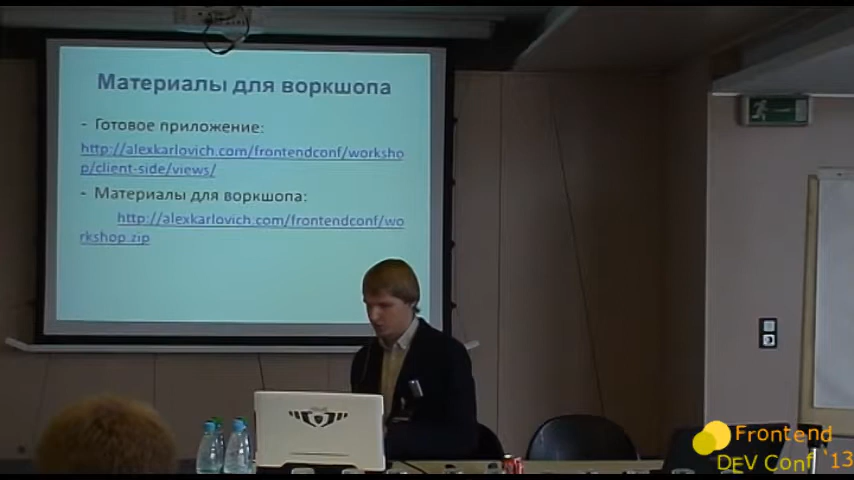 Материалы для воркшопа
- Готовое приложение:
http://alexkarlovich.com/frontendconf/worksho
p/client-side/views/
- Материалы для воркшопа:
http://alexkarlovich.com/frontendconf/wo
rkshop.zip
Frontend
DEV Conf '13